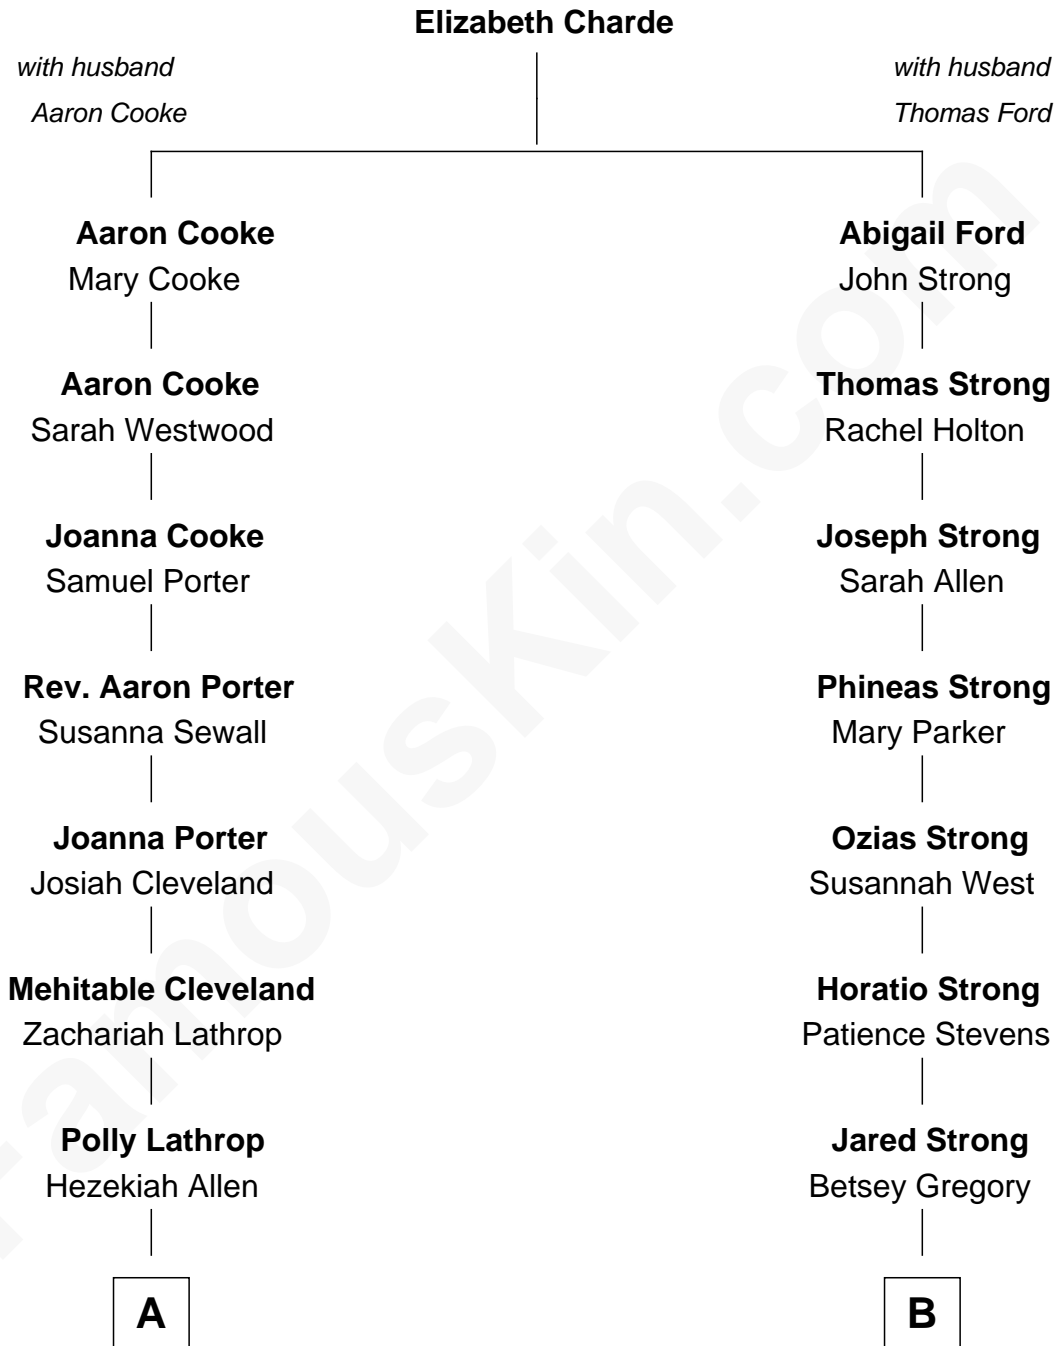 Elizabeth Charde
with husband
Aaron Cooke
with husband
Thomas Ford
Aaron Cooke
Mary Cooke
Abigail Ford
John Strong
Aaron Cooke
Sarah Westwood
Thomas Strong
Rachel Holton
Joanna Cooke
Samuel Porter
Joseph Strong
Sarah Allen
Rev. Aaron Porter
Susanna Sewall
Phineas Strong
Mary Parker
Joanna Porter
Josiah Cleveland
Ozias Strong
Susannah West
Mehitable Cleveland
Zachariah Lathrop
Horatio Strong
Patience Stevens
Polly Lathrop
Hezekiah Allen
Jared Strong
Betsey Gregory
A
B
FamousKin.com